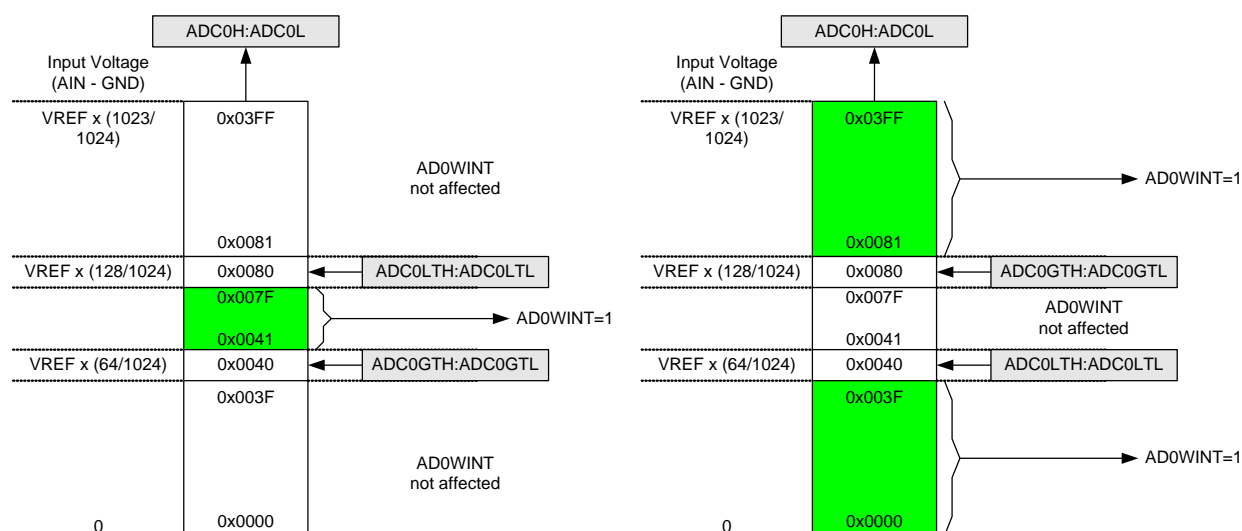 ADC0H:ADC0L
Input Voltage
(AIN - GND)
VREF x (1023/
1024)
0x03FF
AD0WINT
not affected
0x0081
VREF x (128/1024)
0x0080
ADC0LTH:ADC0LTL
0x007F
AD0WINT=1
0x0041
VREF x (64/1024)
0x0040
ADC0GTH:ADC0GTL
0x003F
AD0WINT
not affected
0
0x0000
ADC0H:ADC0L
Input Voltage
(AIN - GND)
VREF x (1023/
1024)
0x03FF
AD0WINT=1
0x0081
VREF x (128/1024)
0x0080
ADC0GTH:ADC0GTL
0x007F
AD0WINT
not affected
0x0041
VREF x (64/1024)
0x0040
ADC0LTH:ADC0LTL
0x003F
AD0WINT=1
0
0x0000